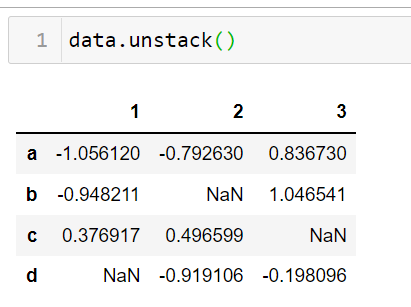 1 data.unstack()
1 2 3
a -1.056120 -0.792630 0.836730
b -0.948211 NaN 1.046541
c 0.376917 0.496599 NaN
d NaN -0.919106 -0.198096